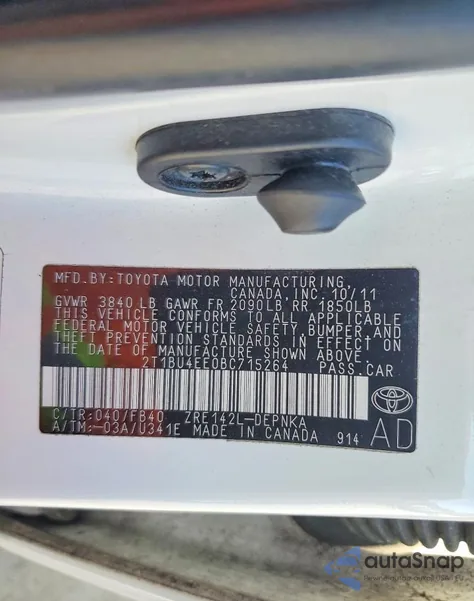 MFD.BY:TOYOTA MOTOR MANUFACTURING,
CANADA, INC. 10/11
GVWR 3840 LB GAWR FR 2090LB RR 1850LB
THIS VEHICLE CONFORMS TO ALL APPLICABLE
FEDERAL MOTOR VEHICLE SAFETY, BUMPER, AND
THEFT PREVENTION STANDARDS IN EFFECT ON
THE DATE OF MANUFACTURE SHOWN ABOVE.
2T1BU4EE0BC715264 PASS.CAR
C/TR:040/FB40 ZRE142L-DEPNKA
A/TM:-03A/U341E MADE IN CANADA 914
AD
autoSnap